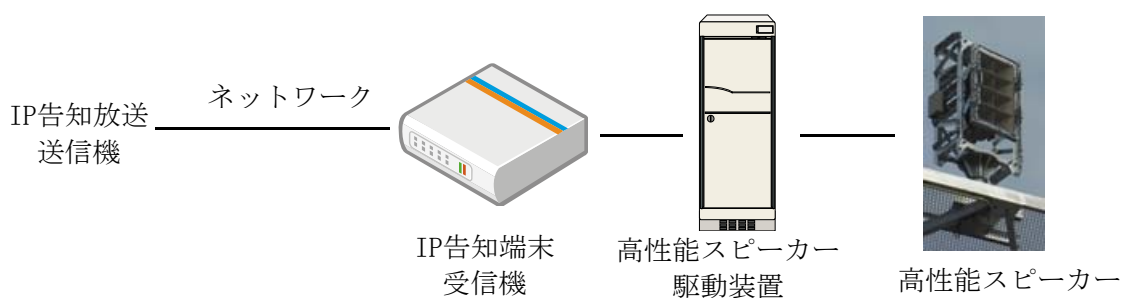 IP告知放送
送信機
ネットワーク
IP告知端末
受信機
高性能スピーカー
駆動装置
高性能スピーカー